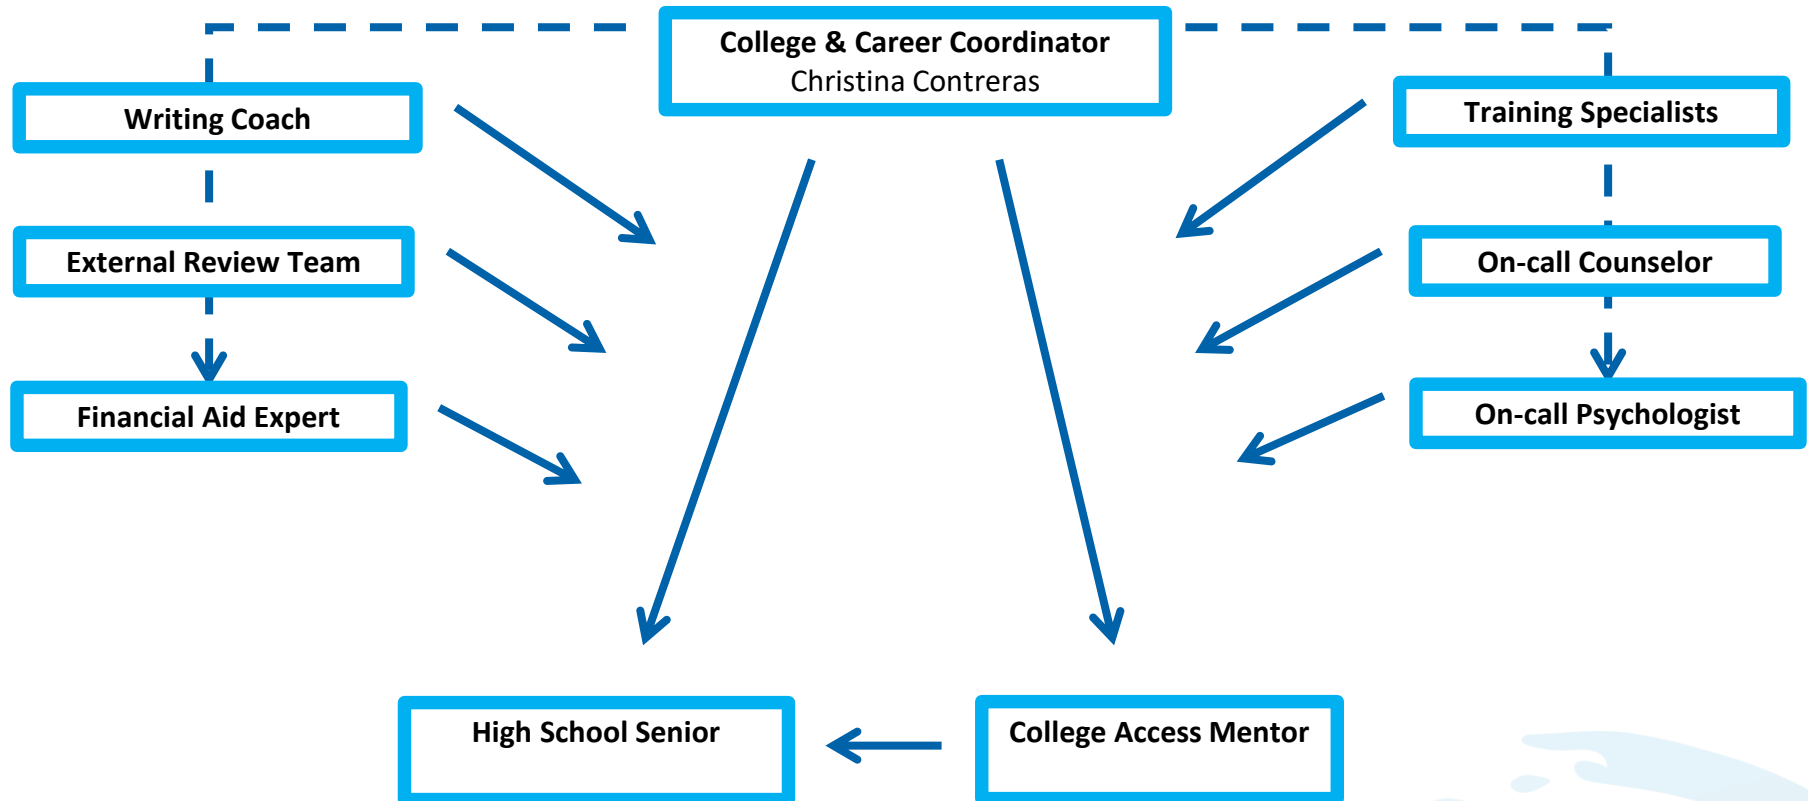 College & Career Coordinator
Christina Contreras
Writing Coach
Training Specialists
External Review Team
On-call Counselor
Financial Aid Expert
On-call Psychologist
High School Senior
College Access Mentor